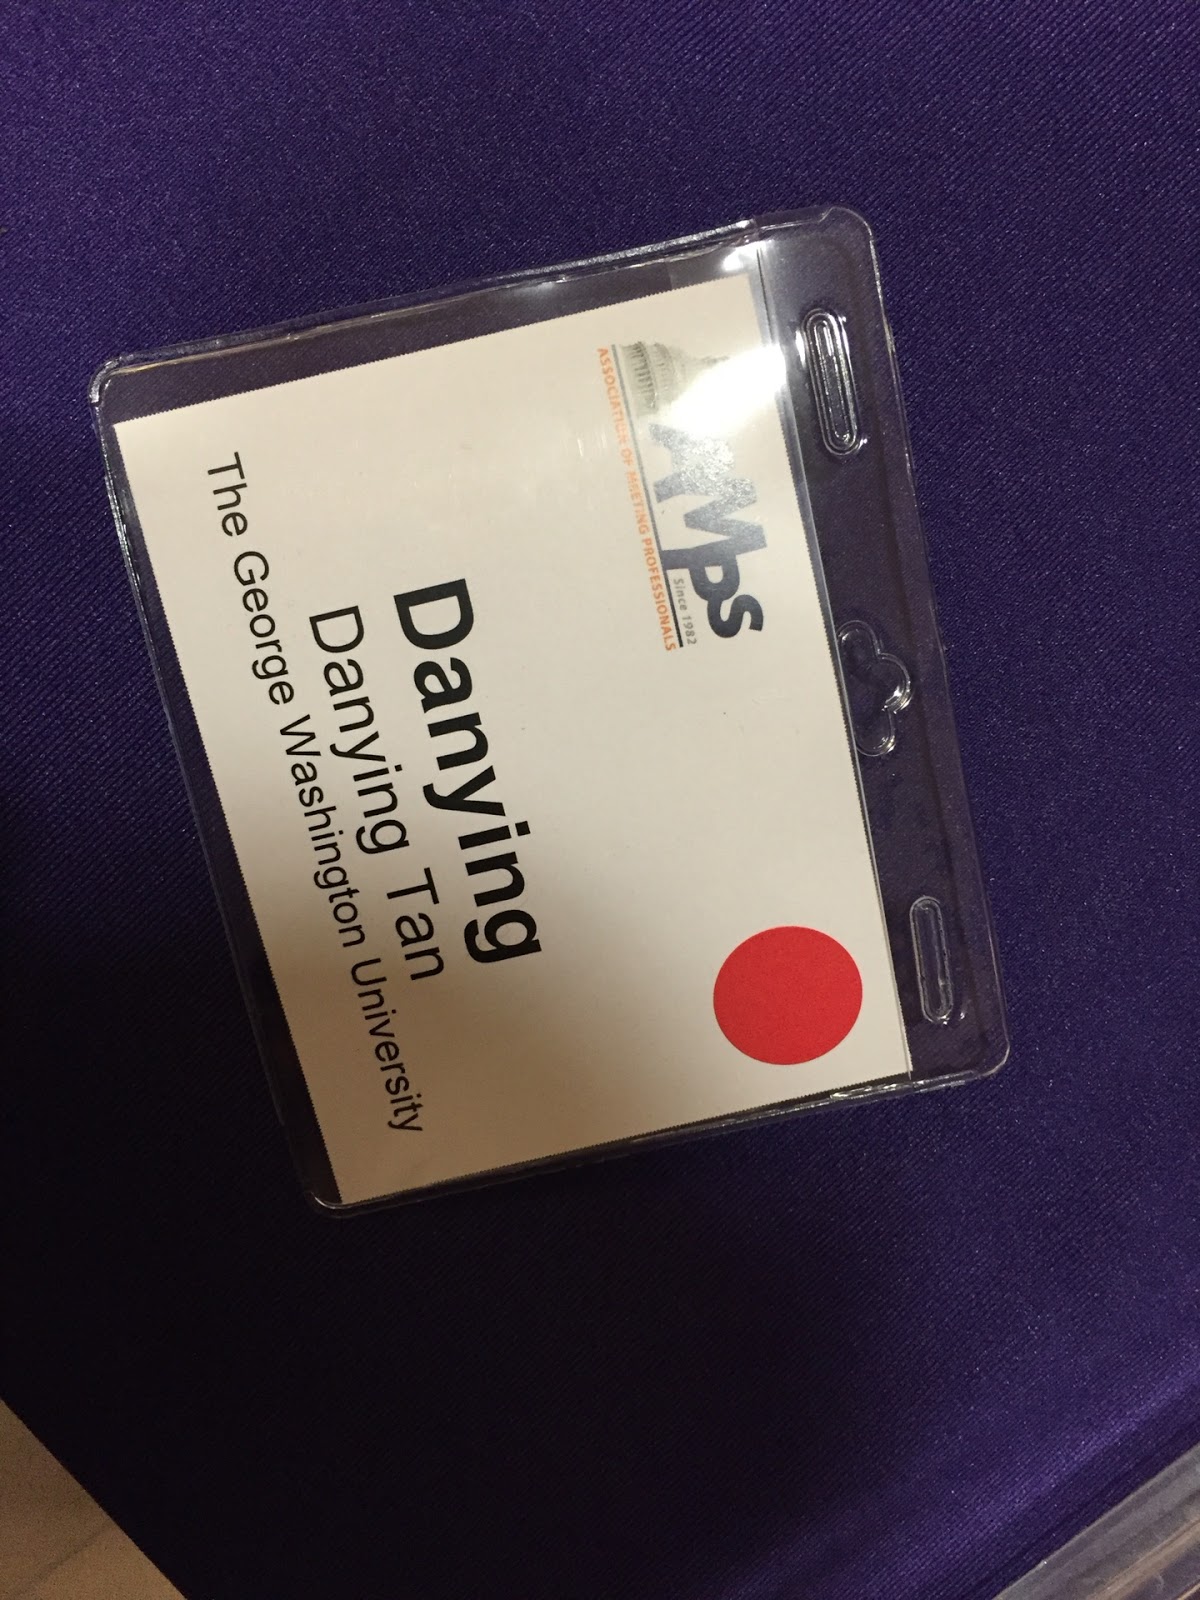 AMPs
Since 1982
ASSOCIATION OF MEETING PROFESSIONALS
Danying
Danying Tan
The George Washington University